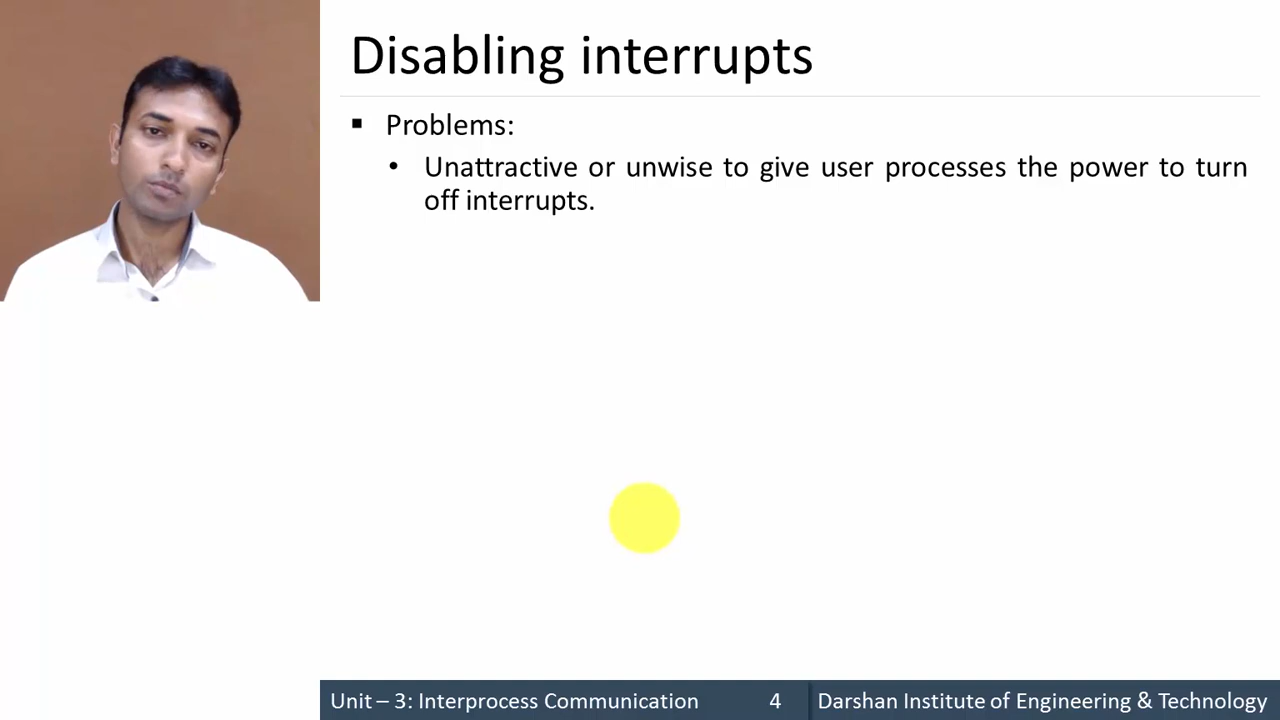 Disabling interrupts
▪ Problems:
• Unattractive or unwise to give user processes the power to turn
off interrupts.
Unit – 3: Interprocess Communication 4 Darshan Institute of Engineering & Technology